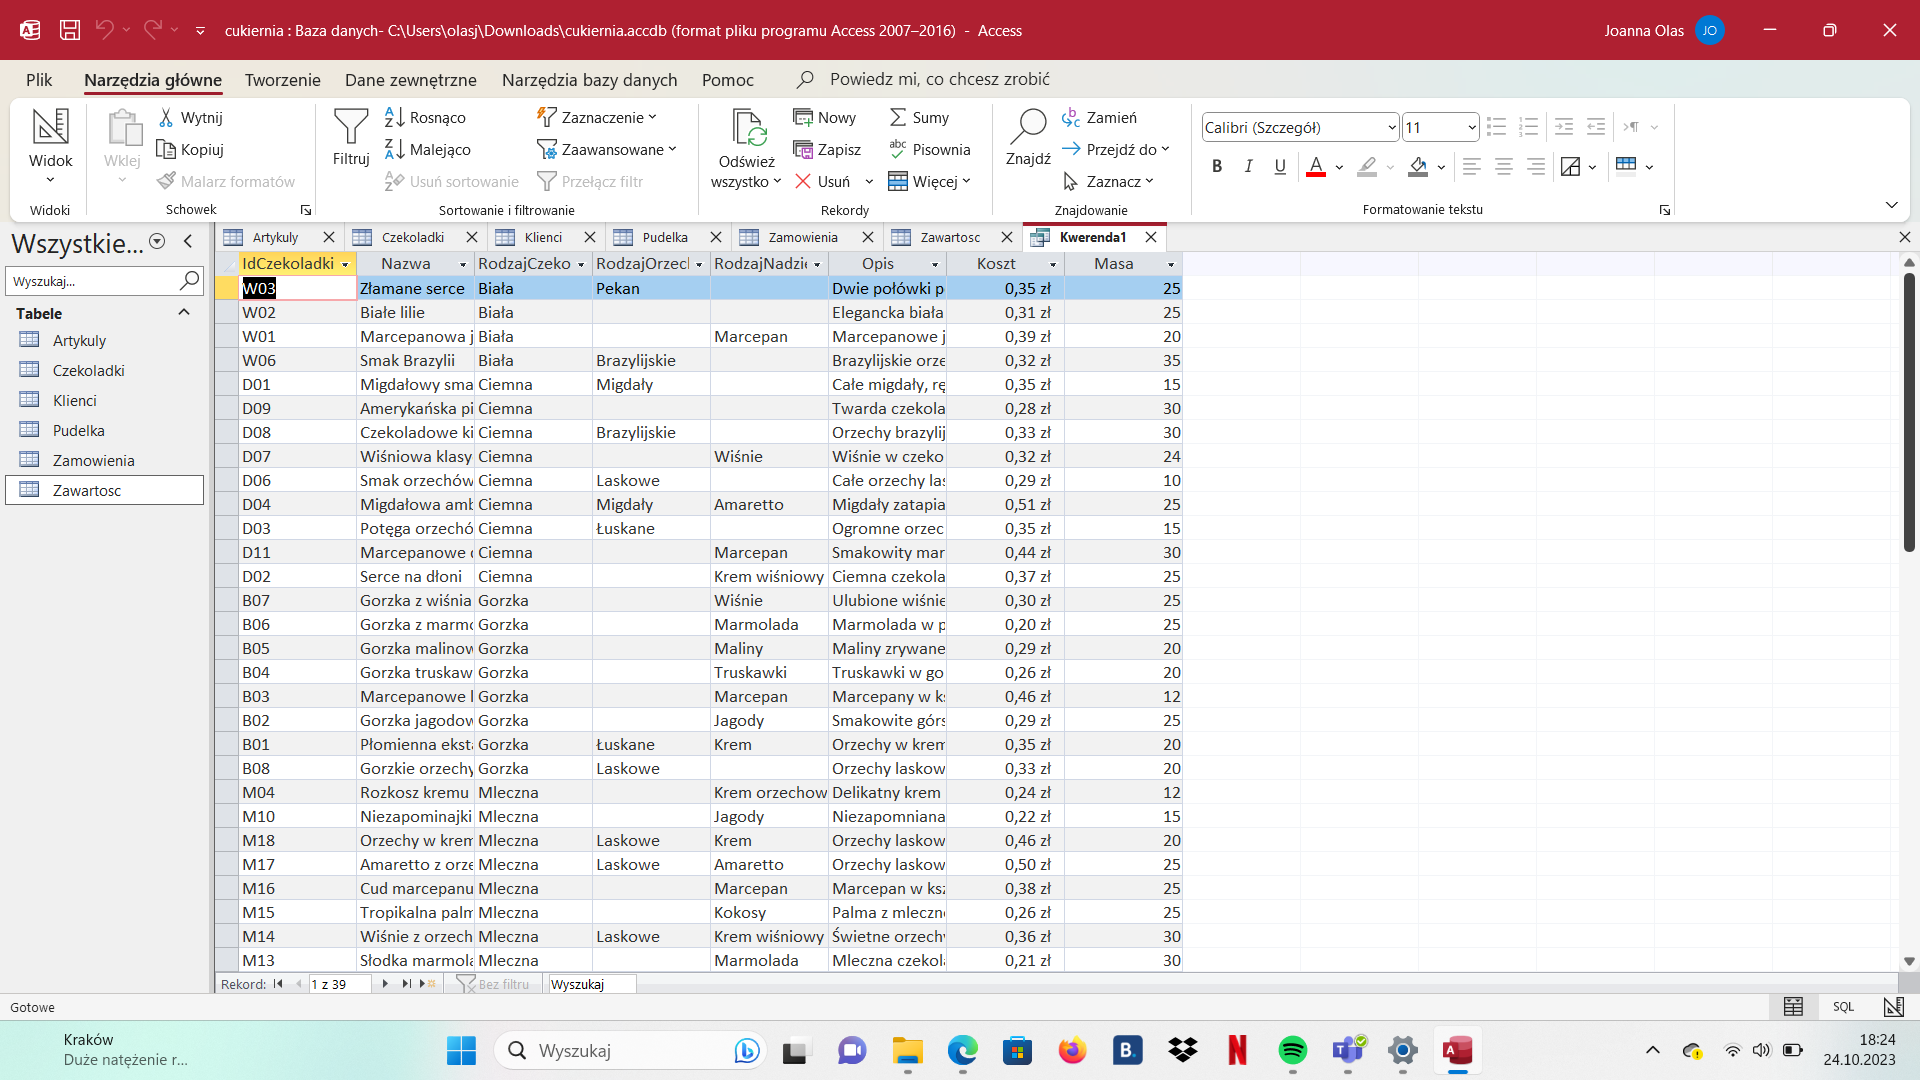 cukiernia : Baza danych- C:\Users\olasj\Downloads\cukiernia.accdb (format pliku programu Access 2007–2016) - Access
Joanna Olas JO
Plik Narzędzia główne Tworzenie Dane zewnętrzne Narzędzia bazy danych Pomoc Powiedz mi, co chcesz zrobić
Widok
Widoki
Wklej
Wytnij
Kopiuj
Malarz formatów
Schowek
Filtruj
Rosnąco
Malejąco
Usuń sortowanie
Zaznaczenie
Zaawansowane
Przełącz filtr
Sortowanie i filtrowanie
Odśwież
wszystko
Nowy
Zapisz
Usuń
Sumy
Pisownia
Więcej
Rekordy
Znajdź
Zamień
Przejdź do
Zaznacz
Znajdowanie
Calibri (Szczegół) 11
B I U A
Formatowanie tekstu
Wszystkie...
Wyszukaj...
Tabele
Artykuly
Czekoladki
Klienci
Pudelka
Zamowienia
Zawartosc
Artykuly Czekoladki Klienci Pudelka Zamowienia Zawartosc Kwerenda1
IdCzekoladki Nazwa RodzajCzeko RodzajOrzech RodzajNadzie Opis Koszt Masa
W03 Złamane serce Biała Pekan Dwie połówki p 0,35 zł 25
W02 Białe lilie Biała Elegancka biała 0,31 zł 25
W01 Marcepanowa j Biała Marcepan Marcepanowe j 0,39 zł 20
W06 Smak Brazylii Biała Brazylijskie Brazylijskie orze 0,32 zł 35
D01 Migdałowy sma Ciemna Migdały Całe migdały, rę 0,35 zł 15
D09 Amerykańska pi Ciemna Twarda czekola 0,28 zł 30
D08 Czekoladowe ki Ciemna Brazylijskie Orzechy brazylij 0,33 zł 30
D07 Wiśniowa klasy Ciemna Wiśnie Wiśnie w czeko 0,32 zł 24
D06 Smak orzechów Ciemna Laskowe Całe orzechy las 0,29 zł 10
D04 Migdałowa amb Ciemna Migdały Amaretto Migdały zatapia 0,51 zł 25
D03 Potęga orzechó Ciemna Łuskane Ogromne orzec 0,35 zł 15
D11 Marcepanowe Ciemna Marcepan Smakowity mar 0,44 zł 30
D02 Serce na dłoni Ciemna Krem wiśniowy Ciemna czekola 0,37 zł 25
B07 Gorzka z wiśnia Gorzka Wiśnie Ulubione wiśnie 0,30 zł 25
B06 Gorzka z marmo Gorzka Marmolada Marmolada w p 0,20 zł 25
B05 Gorzka malinow Gorzka Maliny Maliny zrywane 0,29 zł 20
B04 Gorzka truskaw Gorzka Truskawki Truskawki w go 0,26 zł 20
B03 Marcepanowe Gorzka Marcepan Marcepany w ks 0,46 zł 12
B02 Gorzka jagodow Gorzka Jagody Smakowite górs 0,29 zł 25
B01 Płomienna eksta Gorzka Łuskane Krem Orzechy w krem 0,35 zł 20
B08 Gorzkie orzechy Gorzka Laskowe Orzechy laskow 0,33 zł 20
M04 Rozkosz kremu Mleczna Krem orzechow Delikatny krem 0,24 zł 12
M10 Niezapominajki Mleczna Jagody Niezapomniana 0,22 zł 15
M18 Orzechy w krem Mleczna Laskowe Krem Orzechy laskow 0,46 zł 20
M17 Amaretto z orze Mleczna Laskowe Amaretto Orzechy laskow 0,50 zł 25
M16 Cud marcepanu Mleczna Marcepan Marcepan w ksz 0,38 zł 25
M15 Tropikalna palm Mleczna Kokosy Palma z mleczne 0,26 zł 25
M14 Wiśnie z orzech Mleczna Laskowe Krem wiśniowy Świetne orzechy 0,36 zł 30
M13 Słodka marmola Mleczna Marmolada Mleczna czekola 0,21 zł 30
Rekord: 1 z 39 Bez filtru Wyszukaj
Gotowe SQL
Kraków
Duże natężenie r...
Wyszukaj
18:24
24.10.2023